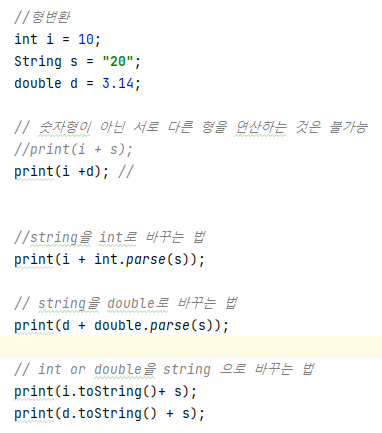 //형변환
int i = 10;
String s = "20";
double d = 3.14;
// 숫자형이 아닌 서로 다른 형을 연산하는 것은 불가능
//print(i + s);
print(i +d); //
//string을 int로 바꾸는 법
print(i + int.parse(s));
// string을 double로 바꾸는 법
print(d + double.parse(s));
// int or double을 string 으로 바꾸는 법
print(i.toString()+ s);
print(d.toString() + s);